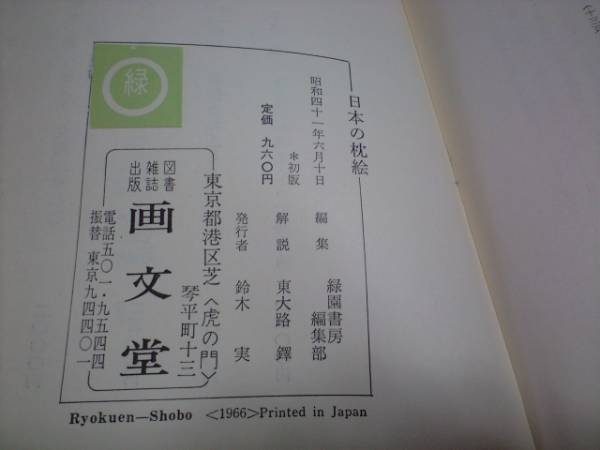 日本の枕絵
昭和四十一年六月十日
＊初版
定価　九六〇円
編集　緑園書房
編集部
解説　東大路　鐸
発行者　鈴木　実
東京都港区芝〈虎の門〉
琴平町十三
図書
雑誌
出版
画文堂
電話五〇一・九五四四
振替　東京九四四〇一
緑
Ryokuen—Shobo <1966> Printed in Japan